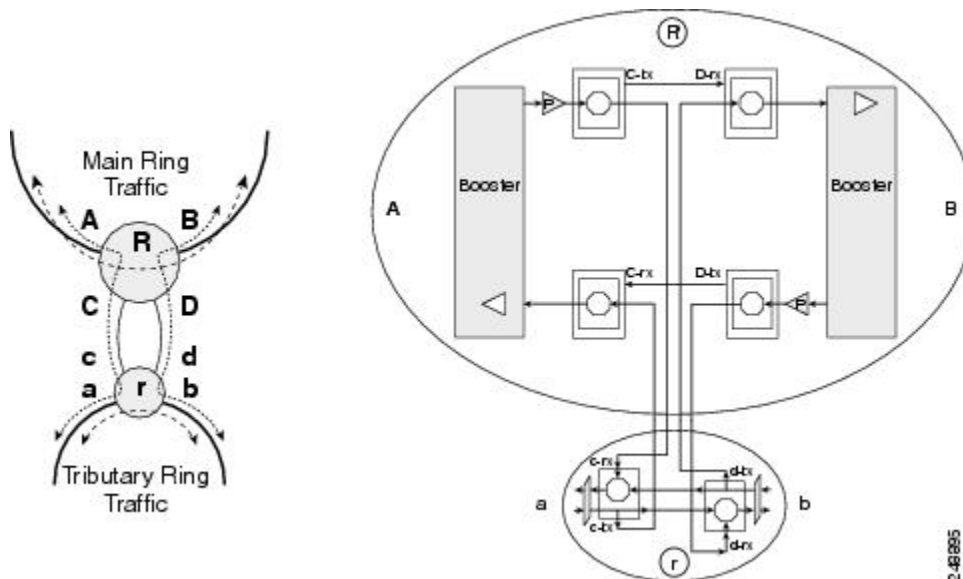 Main Ring
Traffic
A
B
R
C
D
c
d
a
r
b
Tributary Ring
Traffic
R
C-tx
D-rx
P
Booster
Booster
A
B
C-rx
D-tx
P
c-rx
d-tx
a
b
c-tx
d-rx
r
248895